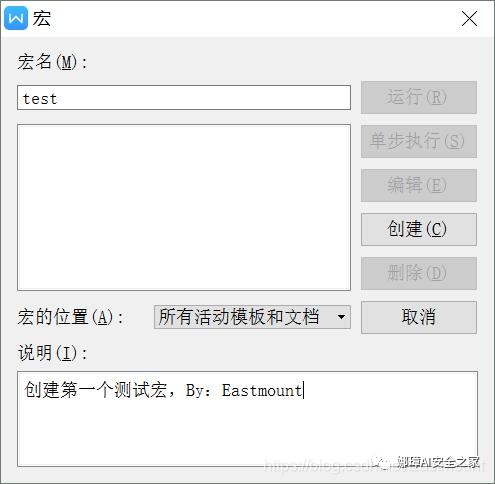 宏
宏名(M):
test
运行(R)
单步执行(S)
编辑(E)
创建(C)
删除(D)
宏的位置(A):
所有活动模板和文档
取消
说明(I):
创建第一个测试宏，By：Eastmount
https://blog.csdn
娜璋AI安全之家